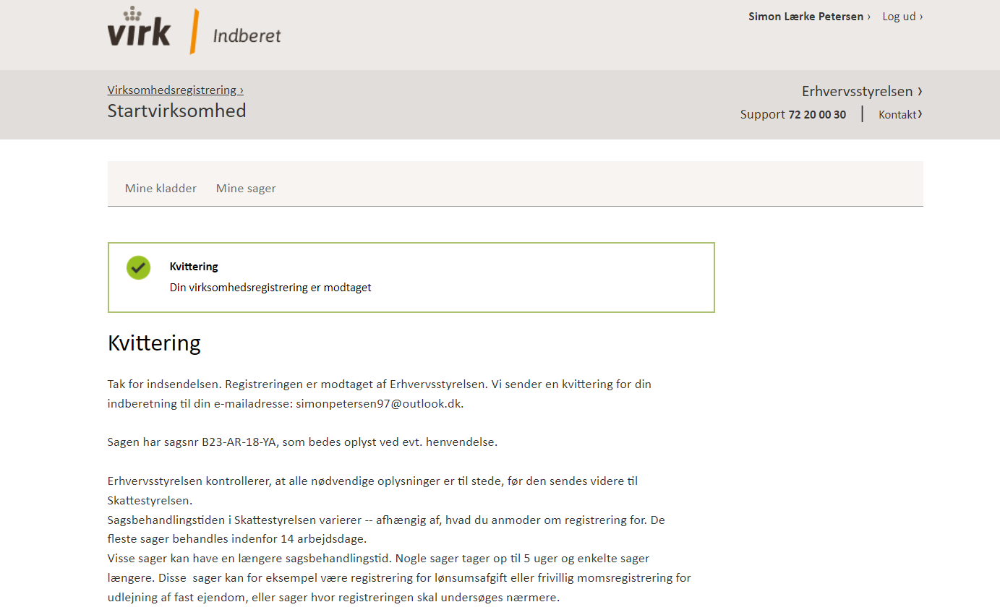 virk Indberet
Simon Lærke Petersen › Log ud ›
Virksomhedsregistrering ›
Startvirksomhed
Erhvervsstyrelsen ›
Support 72 20 00 30 | Kontakt›
Mine kladder Mine sager
Kvittering
Din virksomhedsregistrering er modtaget
Kvittering
Tak for indsendelsen. Registreringen er modtaget af Erhvervsstyrelsen. Vi sender en kvittering for din
indberetning til din e-mailadresse: simonpetersen97@outlook.dk.
Sagen har sagsnr B23-AR-18-YA, som bedes oplyst ved evt. henvendelse.
Erhvervsstyrelsen kontrollerer, at alle nødvendige oplysninger er til stede, før den sendes videre til
Skattestyrelsen.
Sagsbehandlingstiden i Skattestyrelsen varierer -- afhængig af, hvad du anmoder om registrering for. De
fleste sager behandles indenfor 14 arbejdsdage.
Visse sager kan have en længere sagsbehandlingstid. Nogle sager tager op til 5 uger og enkelte sager
længere. Disse  sager kan for eksempel være registrering for lønsumsafgift eller frivillig momsregistrering for
udlejning af fast ejendom, eller sager hvor registreringen skal undersøges nærmere.